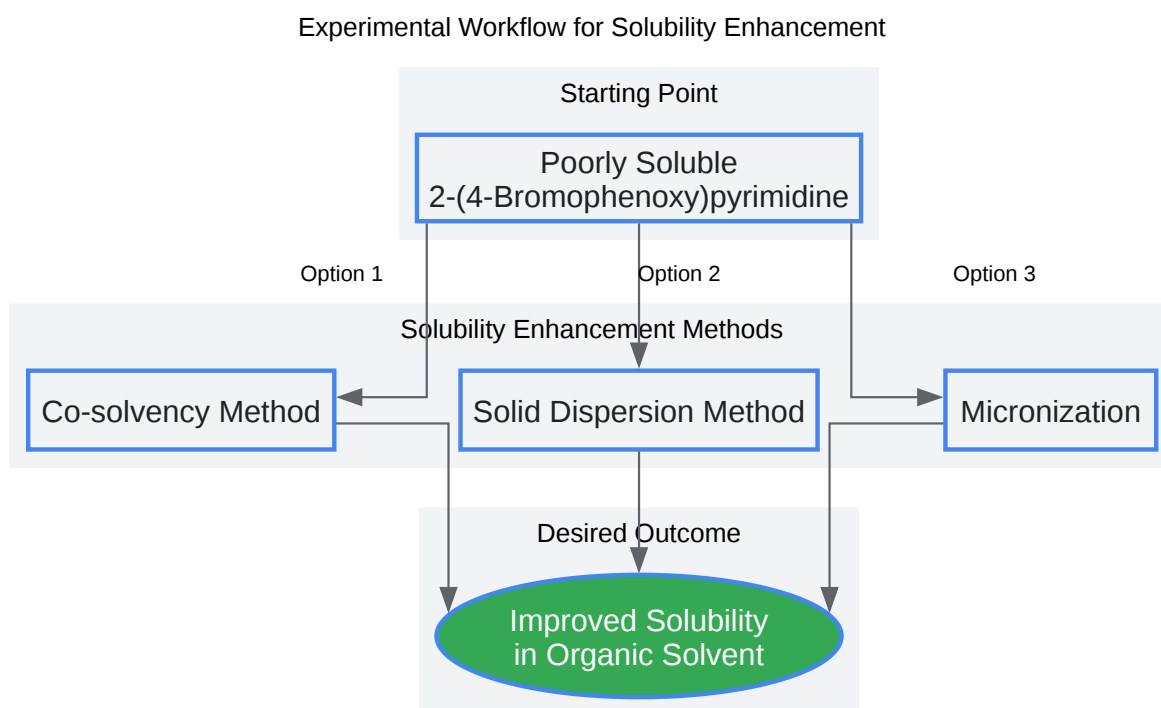 Experimental Workflow for Solubility Enhancement
Starting Point
Poorly Soluble
2-(4-Bromophenoxy)pyrimidine
Option 1
Option 2
Option 3
Solubility Enhancement Methods
Co-solvency Method
Solid Dispersion Method
Micronization
Desired Outcome
Improved Solubility
in Organic Solvent